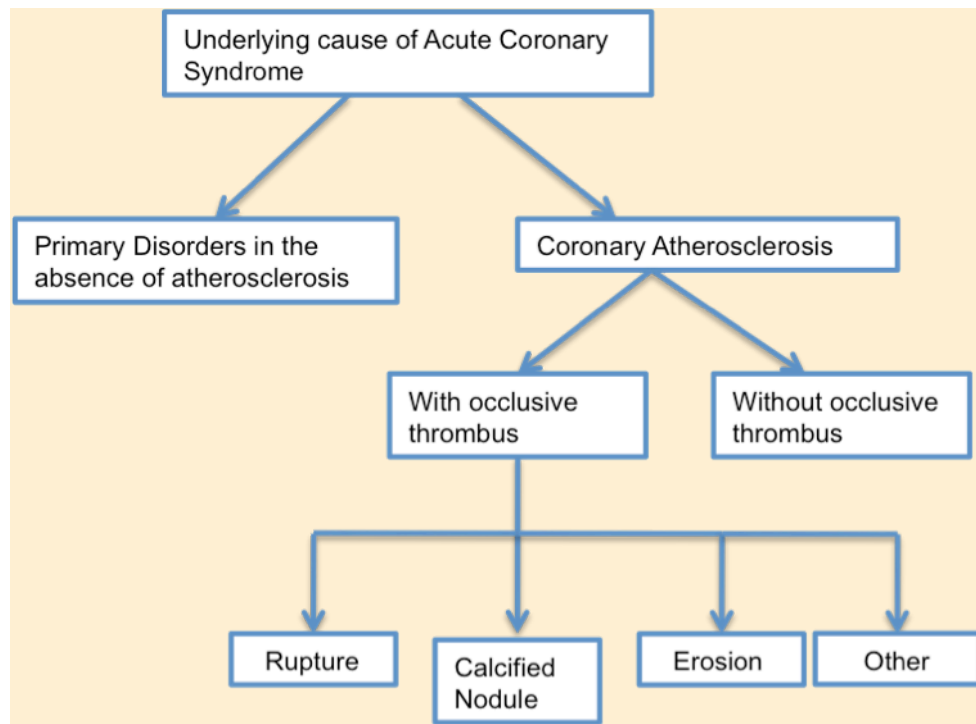 Underlying cause of Acute Coronary
Syndrome
Primary Disorders in the
absence of atherosclerosis
Coronary Atherosclerosis
With occlusive
thrombus
Without occlusive
thrombus
Rupture
Calcified
Nodule
Erosion
Other